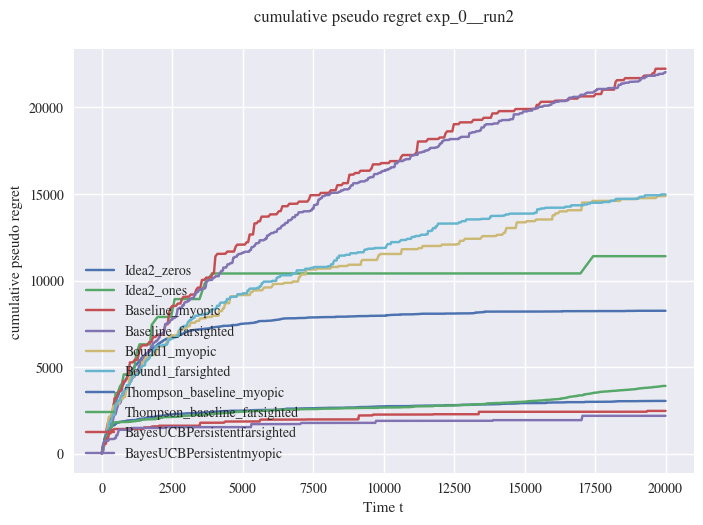 cumulative pseudo regret exp_0__run2
cumulative pseudo regret
20000
15000
10000
5000
0
Idea2_zeros
Idea2_ones
Baseline_myopic
Baseline_farsighted
Bound1_myopic
Bound1_farsighted
Thompson_baseline_myopic
Thompson_baseline_farsighted
BayesUCBPersistentfarsighted
BayesUCBPersistentmyopic
0 2500 5000 7500 10000 12500 15000 17500 20000
Time t